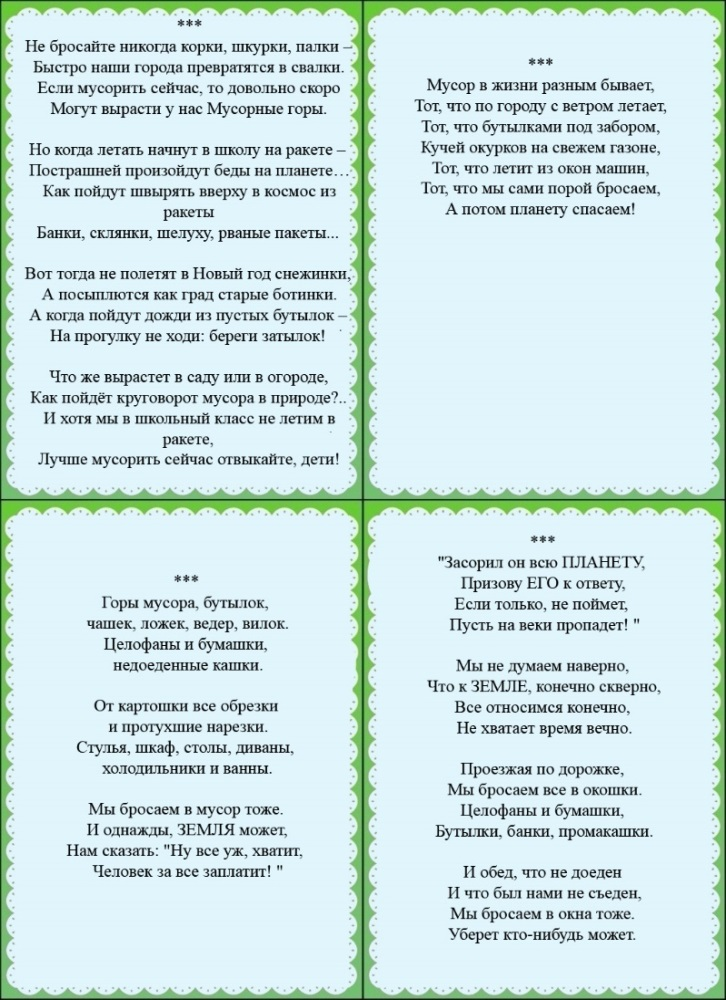 ***
Не бросайте никогда корки, шкурки, палки –
Быстро наши города превратятся в свалки.
Если мусорить сейчас, то довольно скоро
Могут вырасти у нас Мусорные горы.
Но когда летать начнут в школу на ракете –
Пострашней произойдут беды на планете…
Как пойдут швырять вверху в космос из
ракеты
Банки, склянки, шелуху, рваные пакеты...
Вот тогда не полетят в Новый год снежинки,
А посыплются как град старые ботинки.
А когда пойдут дожди из пустых бутылок –
На прогулку не ходи: береги затылок!
Что же вырастет в саду или в огороде,
Как пойдёт круговорот мусора в природе?..
И хотя мы в школьный класс не летим в
ракете,
Лучше мусорить сейчас отвыкайте, дети!
***
Мусор в жизни разным бывает,
Тот, что по городу с ветром летает,
Тот, что бутылками под забором,
Кучей окурков на свежем газоне,
Тот, что летит из окон машин,
Тот, что мы сами порой бросаем,
А потом планету спасаем!
***
Горы мусора, бутылок,
чашек, ложек, ведер, вилок.
Целофаны и бумашки,
недоеденные кашки.
От картошки все обрезки
и протухшие нарезки.
Стулья, шкаф, столы, диваны,
холодильники и ванны.
Мы бросаем в мусор тоже.
И однажды, ЗЕМЛЯ может,
Нам сказать: "Ну все уж, хватит,
Человек за все заплатит! "
***
"Засорил он всю ПЛАНЕТУ,
Призову ЕГО к ответу,
Если только, не поймет,
Пусть на веки пропадет! "
Мы не думаем наверно,
Что к ЗЕМЛЕ, конечно скверно,
Все относимся конечно,
Не хватает время вечно.
Проезжая по дорожке,
Мы бросаем все в окошки.
Целофаны и бумашки,
Бутылки, банки, промакашки.
И обед, что не доеден
И что был нами не съеден,
Мы бросаем в окна тоже.
Уберет кто-нибудь может.